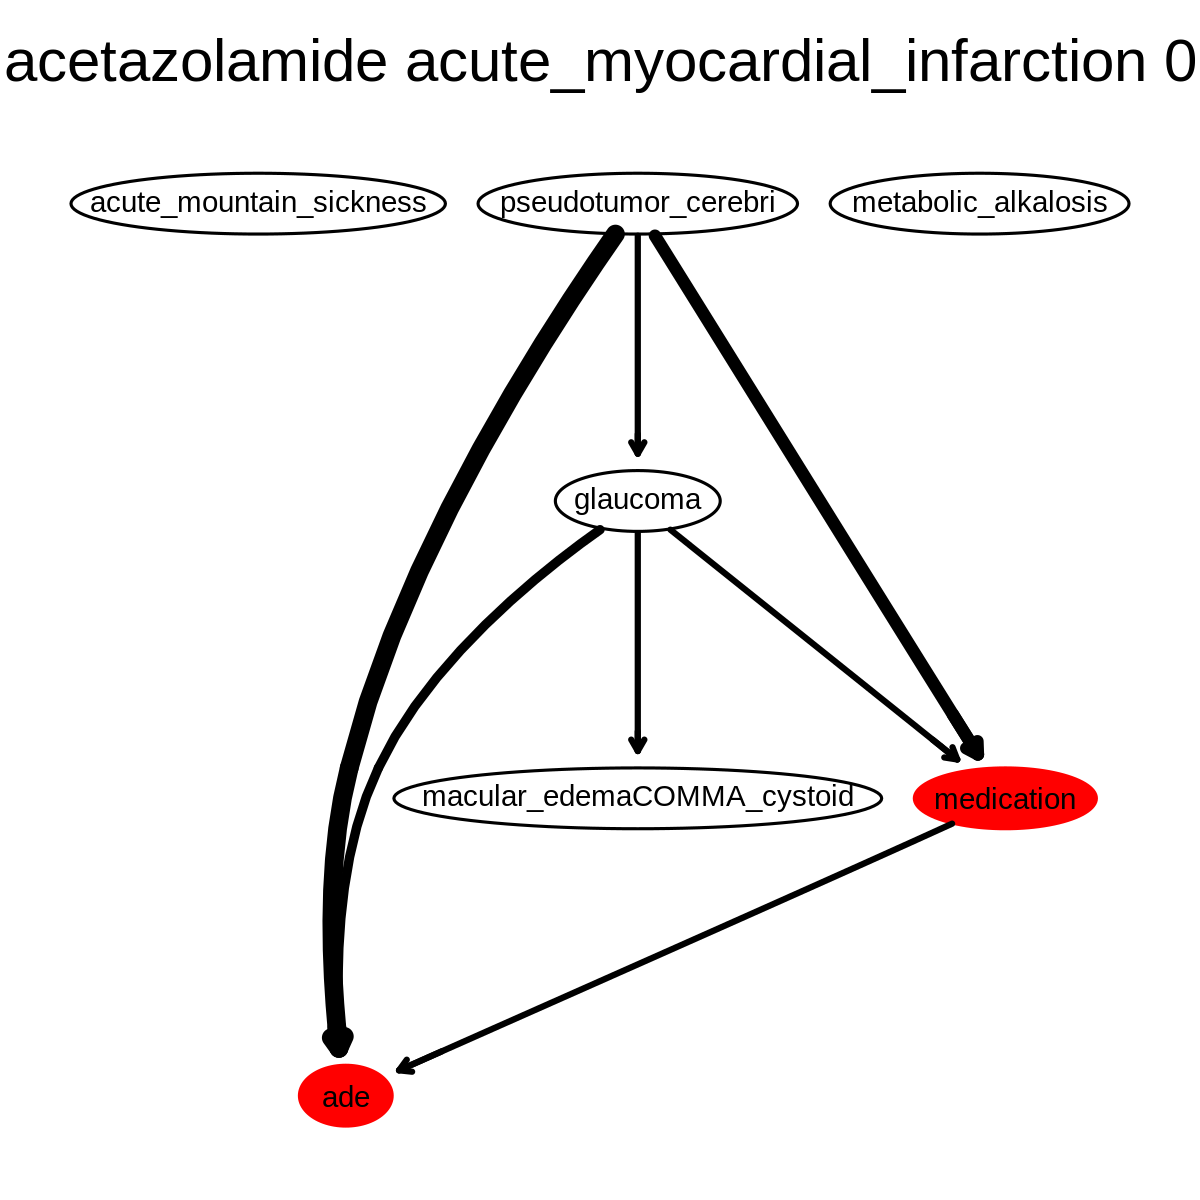 acetazolamide acute_myocardial_infarction 0
acute_mountain_sickness
pseudotumor_cerebri
metabolic_alkalosis
glaucoma
macular_edemaCOMMA_cystoid
medication
ade